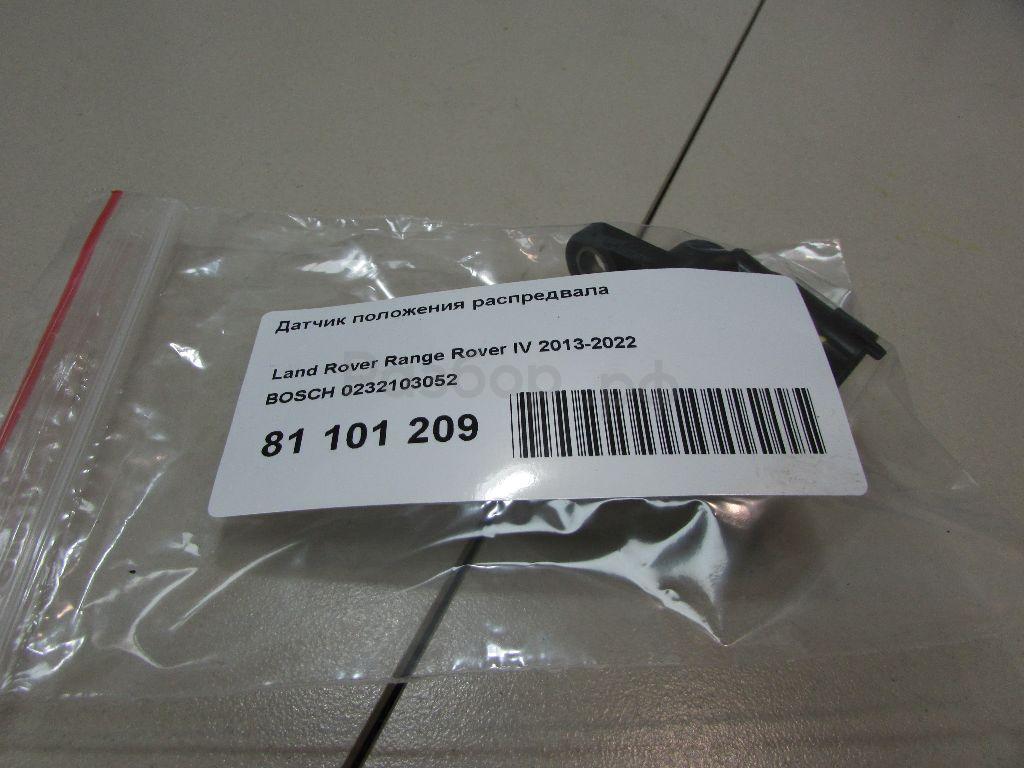 Датчик положения распредвала
Land Rover Range Rover IV 2013-2022
BOSCH 0232103052
81 101 209